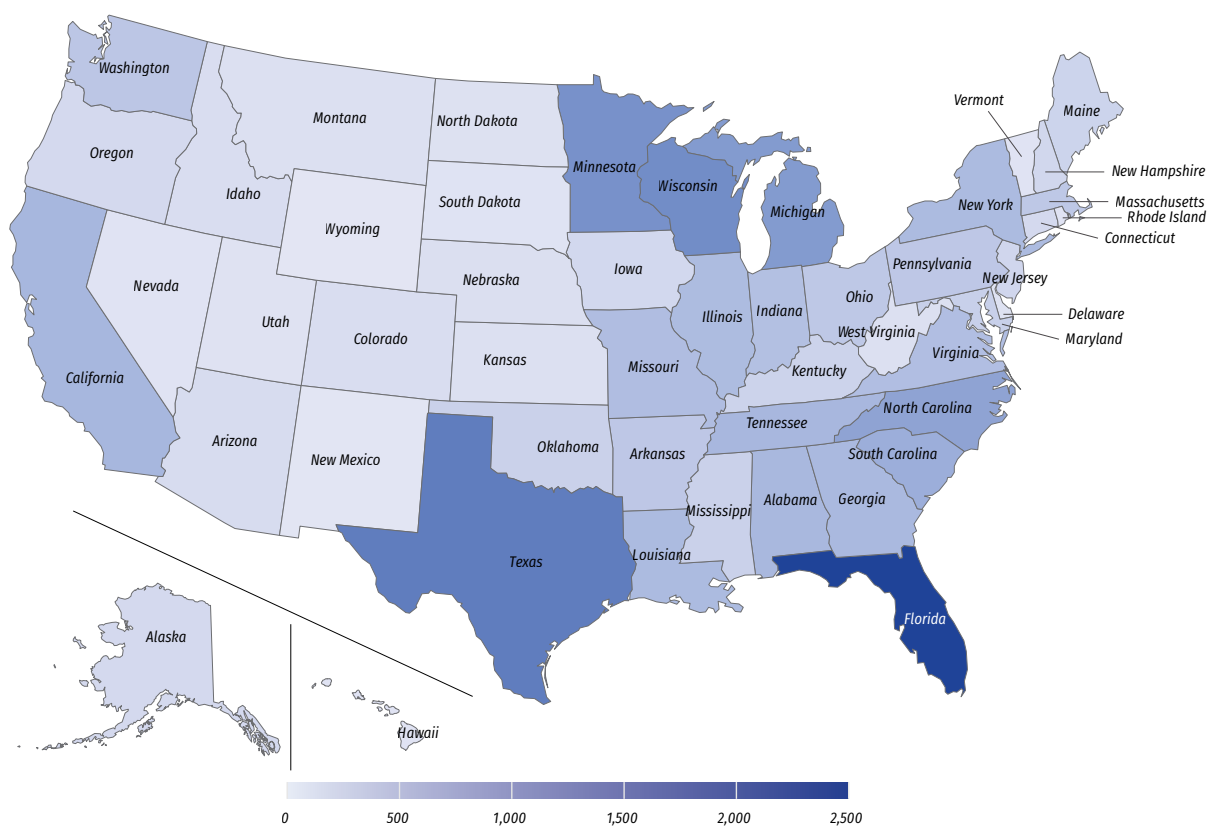 Washington
Oregon
California
Idaho
Nevada
Montana
Wyoming
Utah
Arizona
Colorado
New Mexico
North Dakota
South Dakota
Nebraska
Kansas
Oklahoma
Texas
Minnesota
Iowa
Missouri
Arkansas
Louisiana
Wisconsin
Illinois
Michigan
Indiana
Ohio
Kentucky
Tennessee
Mississippi
Alabama
Georgia
Florida
South Carolina
North Carolina
Virginia
West Virginia
Pennsylvania
New York
New Jersey
Vermont
Maine
New Hampshire
Massachusetts
Rhode Island
Connecticut
Delaware
Maryland
Alaska
Hawaii
0
500
1,000
1,500
2,000
2,500